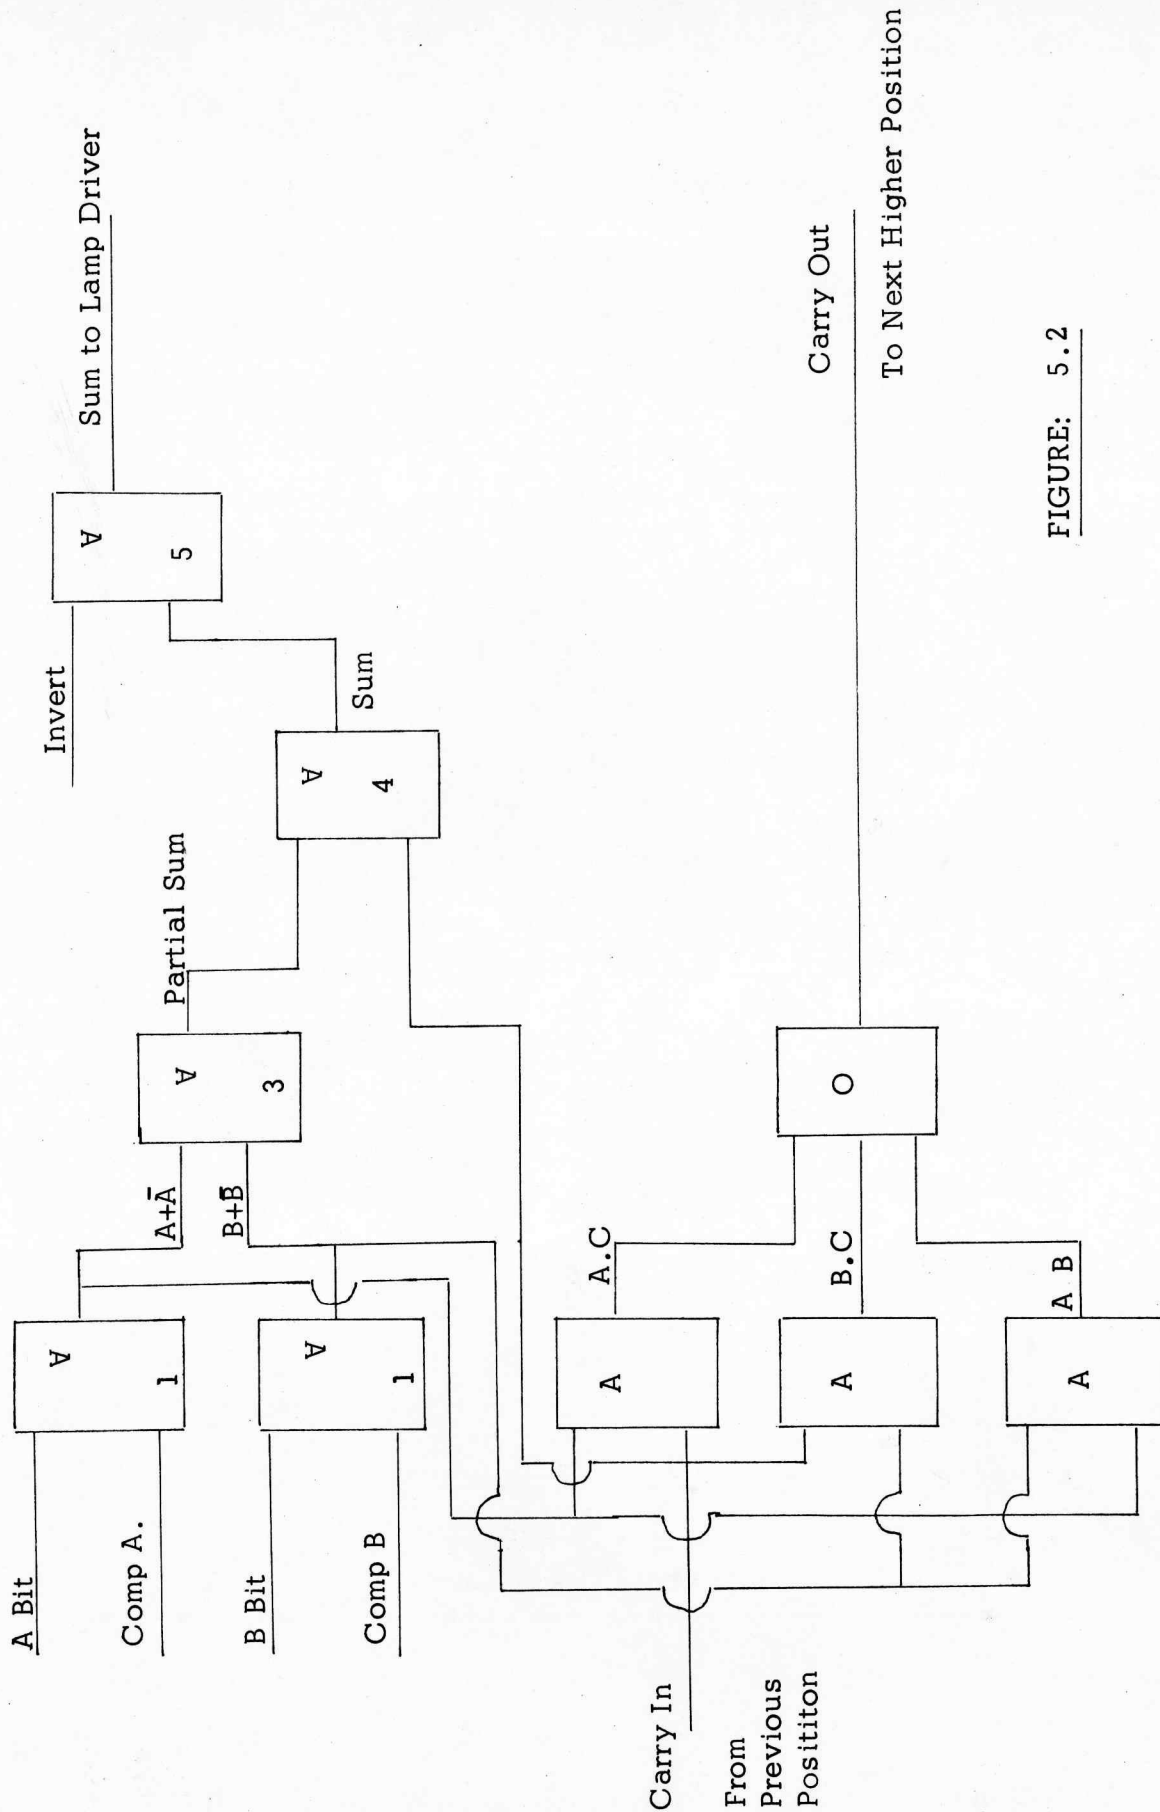 A Bit
Comp A.
B Bit
Comp B
Carry In
From
Previous
Posititon
∀
1
∀
1
A
A
A
A+Ā
B+B̄
A.C
B.C
A B
∀
3
O
Partial Sum
∀
4
Sum
Invert
∀
5
Sum to Lamp Driver
Carry Out
To Next Higher Position
FIGURE: 5.2